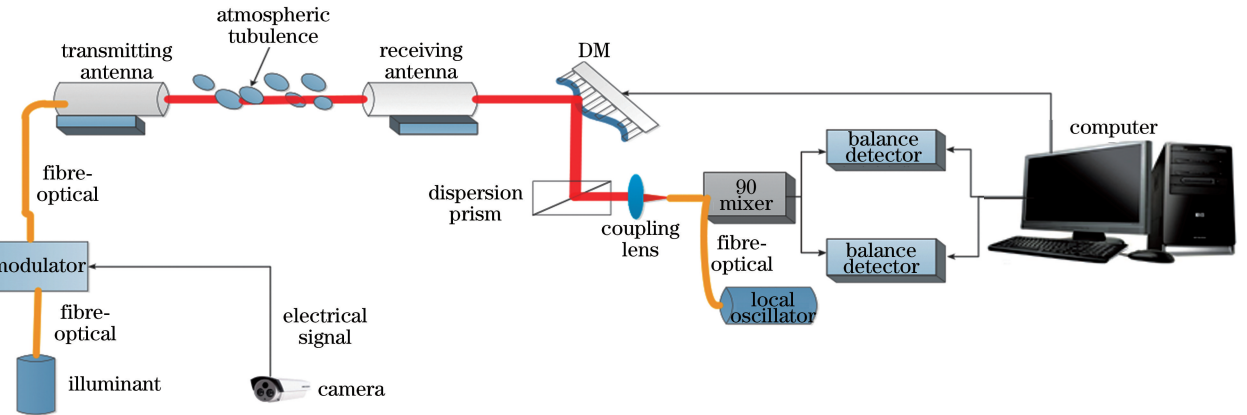 atmospheric
tubulence
transmitting
antenna
receiving
antenna
DM
computer
balance
detector
fibre-
optical
dispersion
prism
90
mixer
coupling
lens
fibre-
optical
balance
detector
modulator
local
oscillator
fibre-
optical
electrical
signal
illuminant
camera